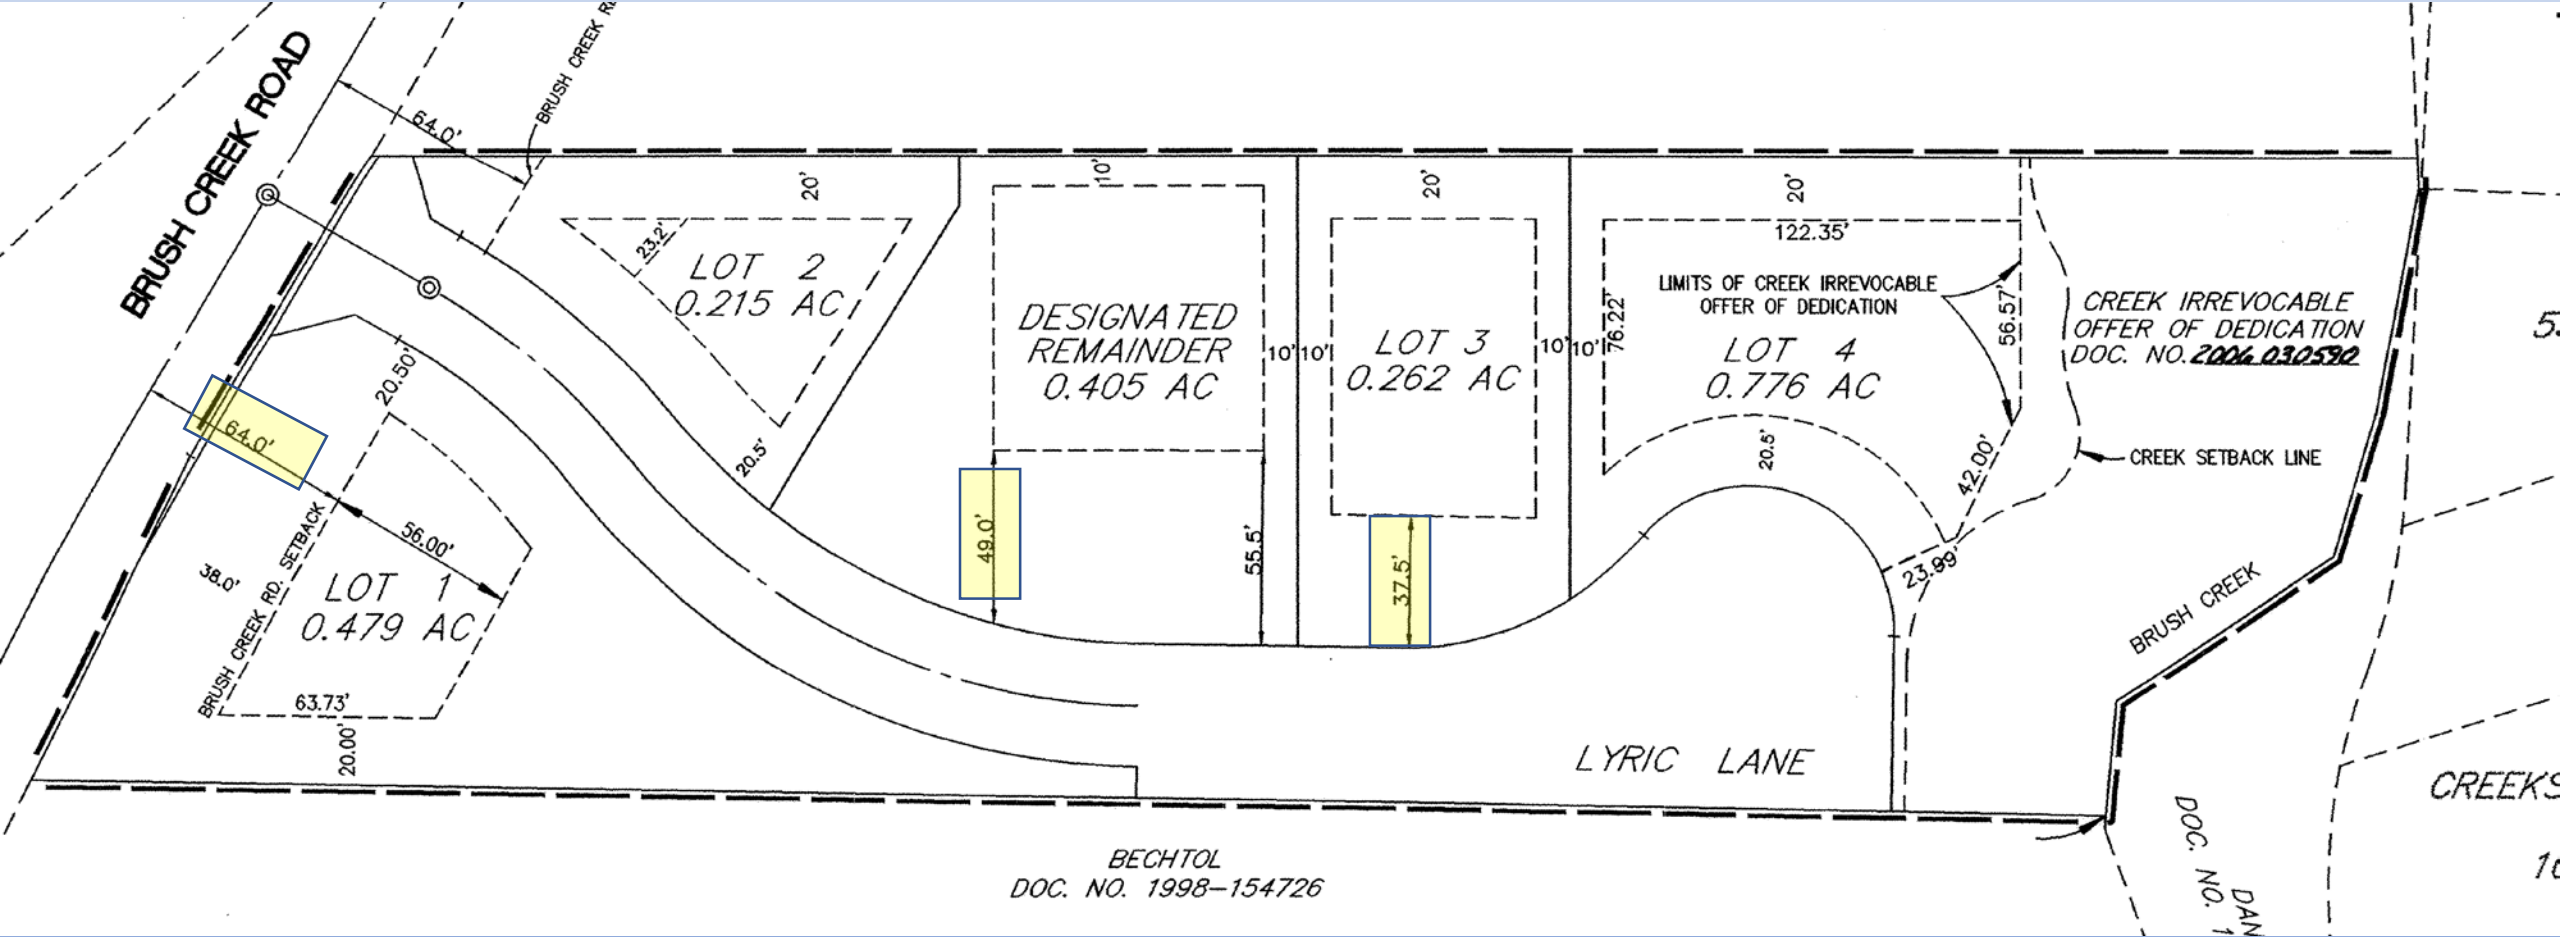 BRUSH CREEK ROAD
64.0'
BRUSH CREEK
20'
23.2'
LOT 2
0.215 AC
20.5'
10'
DESIGNATED
REMAINDER
0.405 AC
49.0'
55.5'
10'
10'
20'
LOT 3
0.262 AC
37.5'
10'
10'
20'
122.35'
76.22'
LIMITS OF CREEK IRREVOCABLE
OFFER OF DEDICATION
56.57'
LOT 4
0.776 AC
20.5'
42.00'
23.99'
CREEK IRREVOCABLE
OFFER OF DEDICATION
DOC. NO. 2006 030590
CREEK SETBACK LINE
BRUSH CREEK
64.0'
20.50'
56.00'
38.0'
BRUSH CREEK RD. SETBACK
LOT 1
0.479 AC
63.73'
20.00'
LYRIC LANE
BECHTOL
DOC. NO. 1998-154726
CREEKS
DOC. NO. 1
DAN